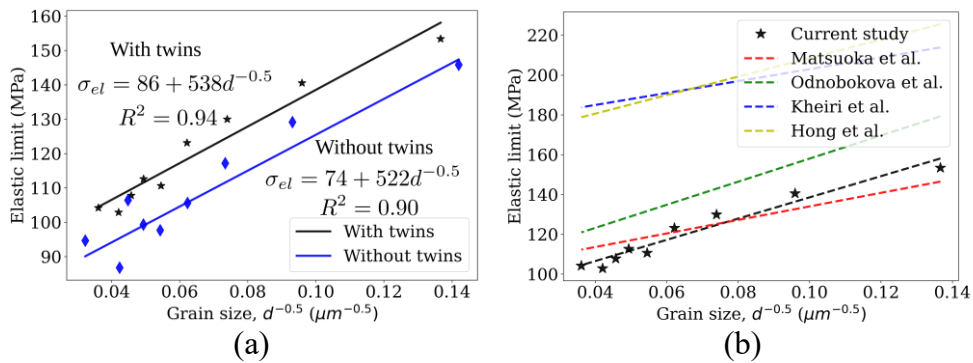 160
150
140
130
120
110
100
90
Elastic limit (MPa)
With twins
σ_el = 86 + 538d^−0.5
R² = 0.94
Without twins
σ_el = 74 + 522d^−0.5
R² = 0.90
With twins
Without twins
0.04 0.06 0.08 0.10 0.12 0.14
Grain size, d^−0.5 (μm^−0.5)
(a)
220
200
180
160
140
120
100
Elastic limit (MPa)
Current study
Matsuoka et al.
Odnobokova et al.
Kheiri et al.
Hong et al.
0.04 0.06 0.08 0.10 0.12 0.14
Grain size, d^−0.5 (μm^−0.5)
(b)